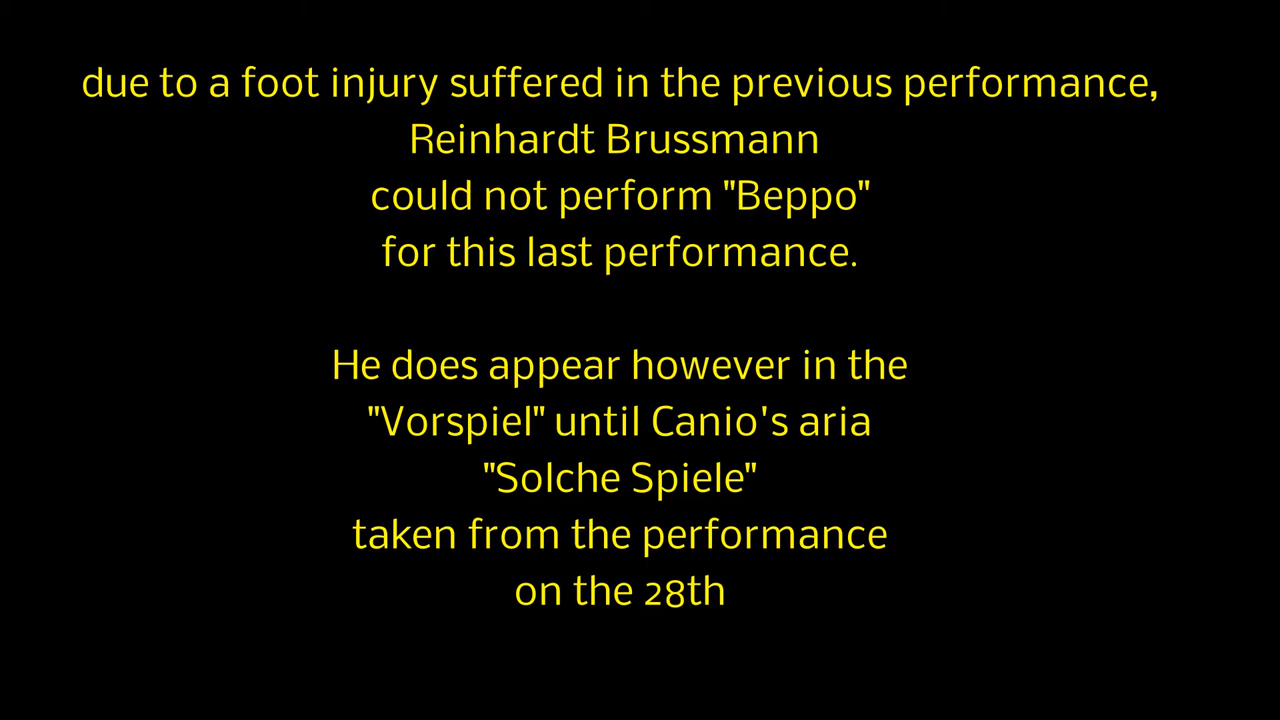 due to a foot injury suffered in the previous performance,
Reinhardt Brussmann
could not perform "Beppo"
for this last performance.
He does appear however in the
"Vorspiel" until Canio's aria
"Solche Spiele"
taken from the performance
on the 28th